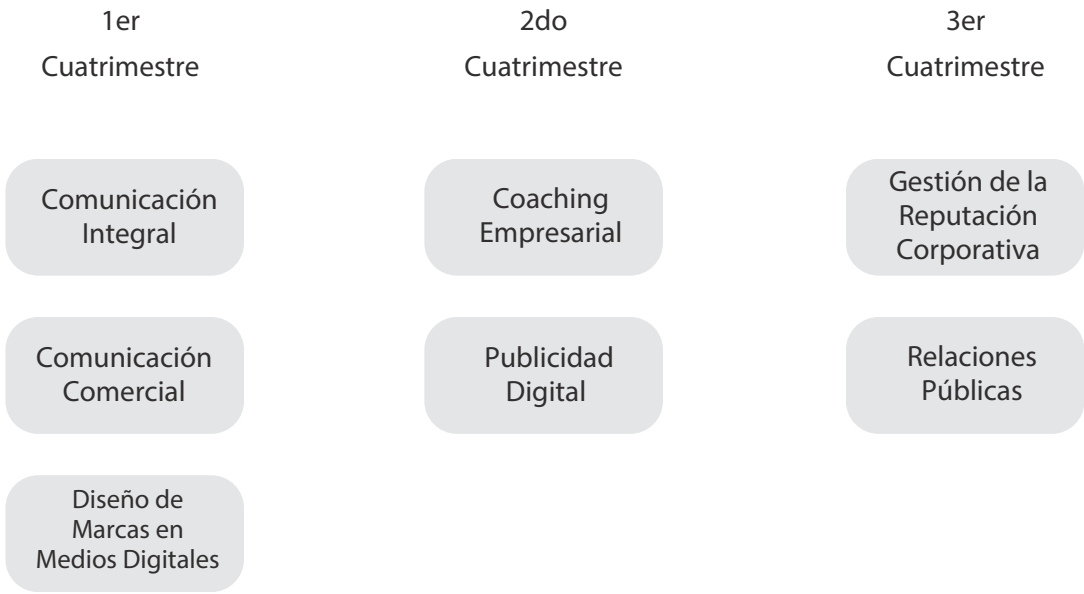 1er
Cuatrimestre
2do
Cuatrimestre
3er
Cuatrimestre
Comunicación
Integral
Coaching
Empresarial
Gestión de la
Reputación
Corporativa
Comunicación
Comercial
Publicidad
Digital
Relaciones
Públicas
Diseño de
Marcas en
Medios Digitales